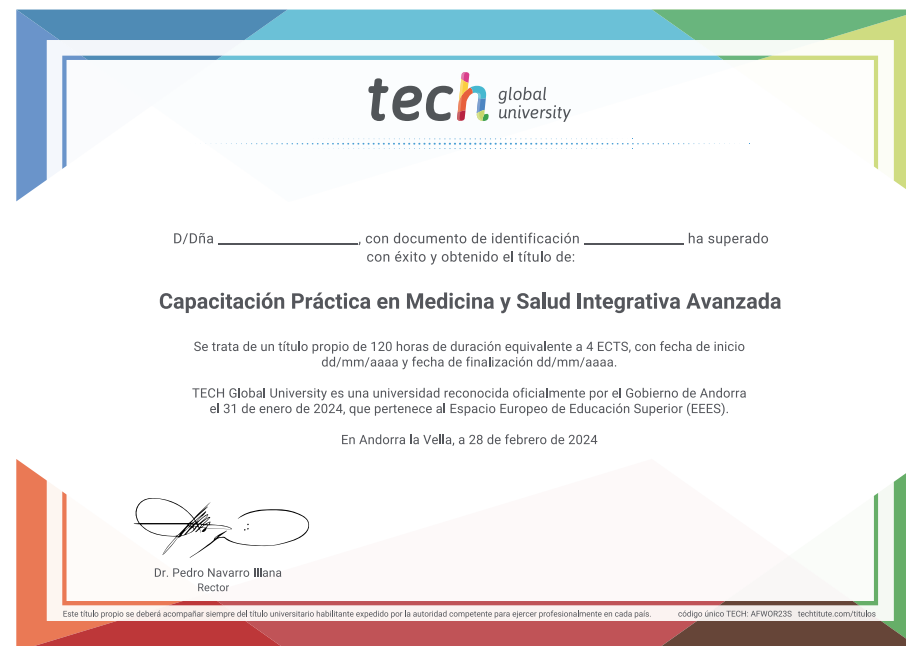 tech global university
D/Dña ____________________, con documento de identificación ______________ ha superado
con éxito y obtenido el título de:
Capacitación Práctica en Medicina y Salud Integrativa Avanzada
Se trata de un título propio de 120 horas de duración equivalente a 4 ECTS, con fecha de inicio
dd/mm/aaaa y fecha de finalización dd/mm/aaaa.
TECH Global University es una universidad reconocida oficialmente por el Gobierno de Andorra
el 31 de enero de 2024, que pertenece al Espacio Europeo de Educación Superior (EEES).
En Andorra la Vella, a 28 de febrero de 2024
Dr. Pedro Navarro Illana
Rector
Este título propio se deberá acompañar siempre del título universitario habilitante expedido por la autoridad competente para ejercer profesionalmente en cada país. código único TECH: AFWOR23S techtitute.com/titulos